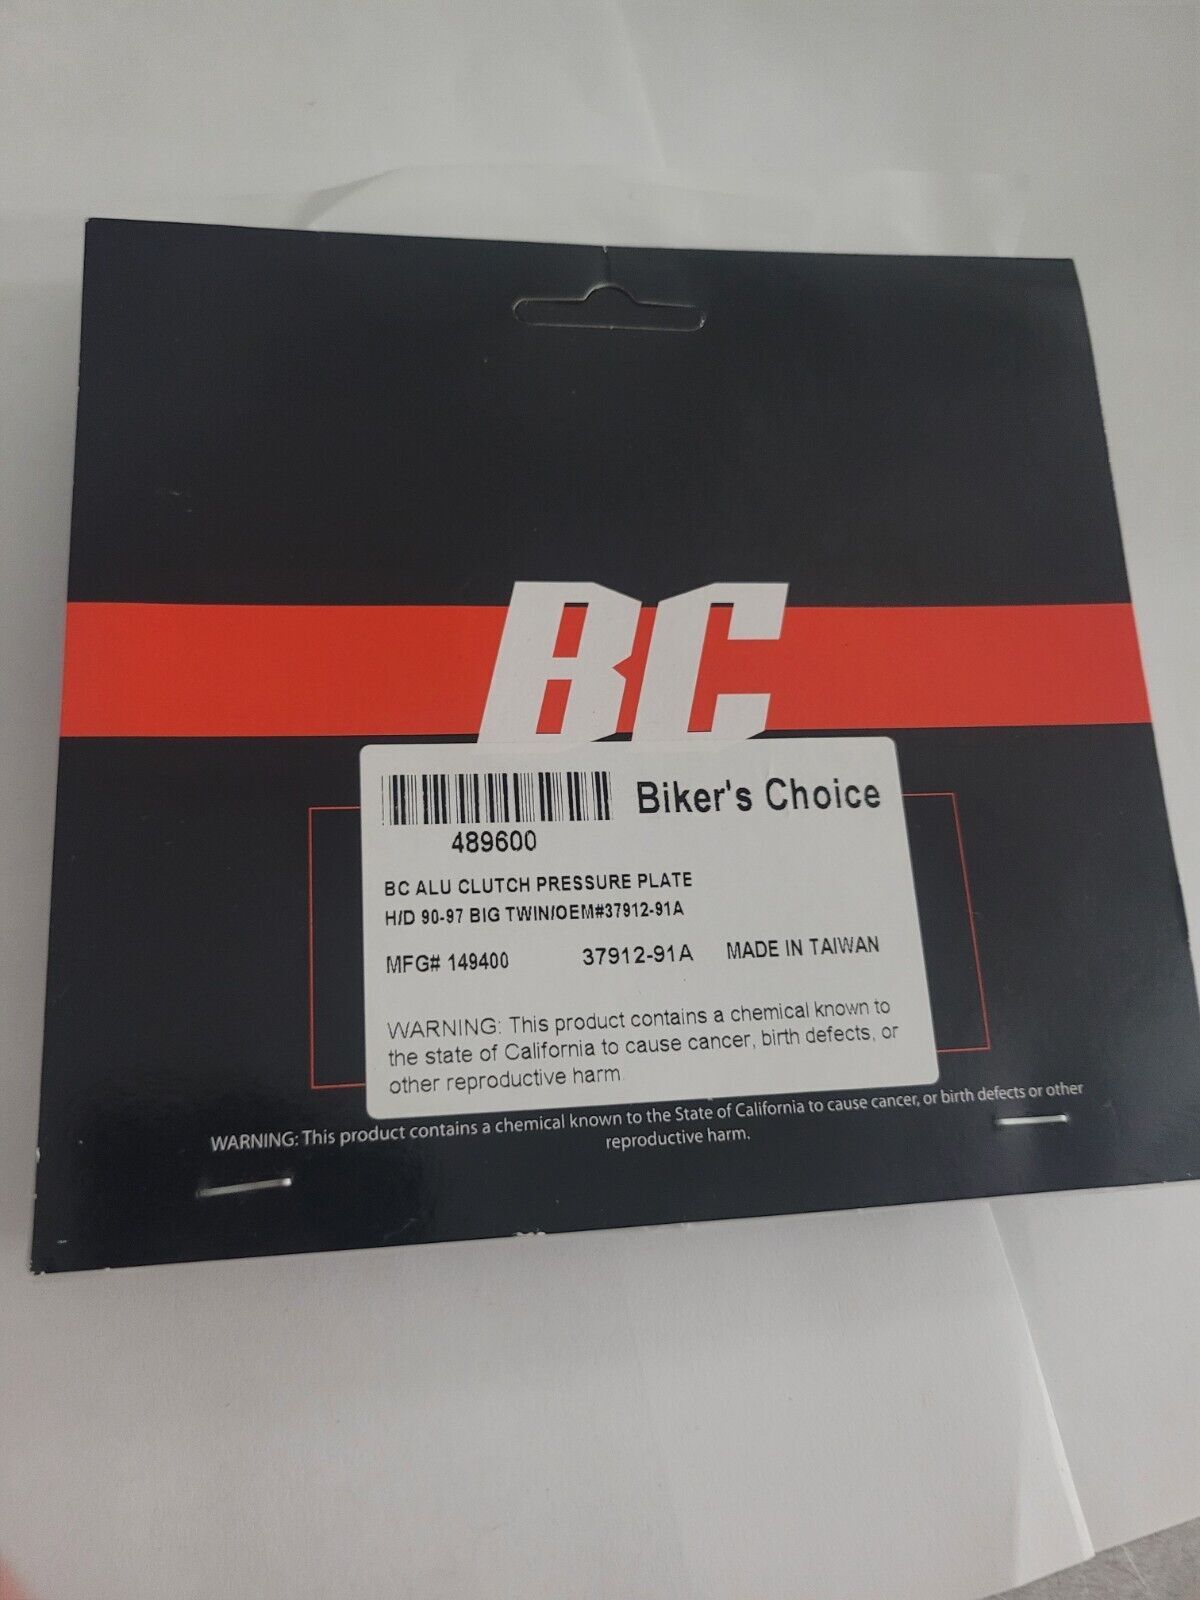 BC
Biker's Choice
489600
BC ALU CLUTCH PRESSURE PLATE
H/D 90-97 BIG TWIN/OEM#37912-91A
MFG# 149400 37912-91A MADE IN TAIWAN
WARNING: This product contains a chemical known to
the state of California to cause cancer, birth defects, or
other reproductive harm.
WARNING: This product contains a chemical known to the State of California to cause cancer, or birth defects or other
reproductive harm.